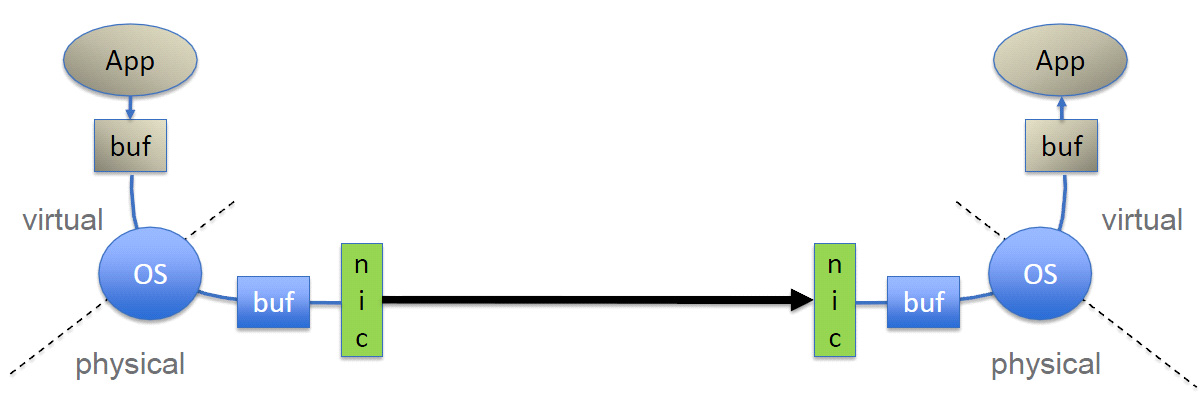 App
App
buf
buf
virtual
virtual
OS
OS
n
i
c
n
i
c
buf
buf
physical
physical